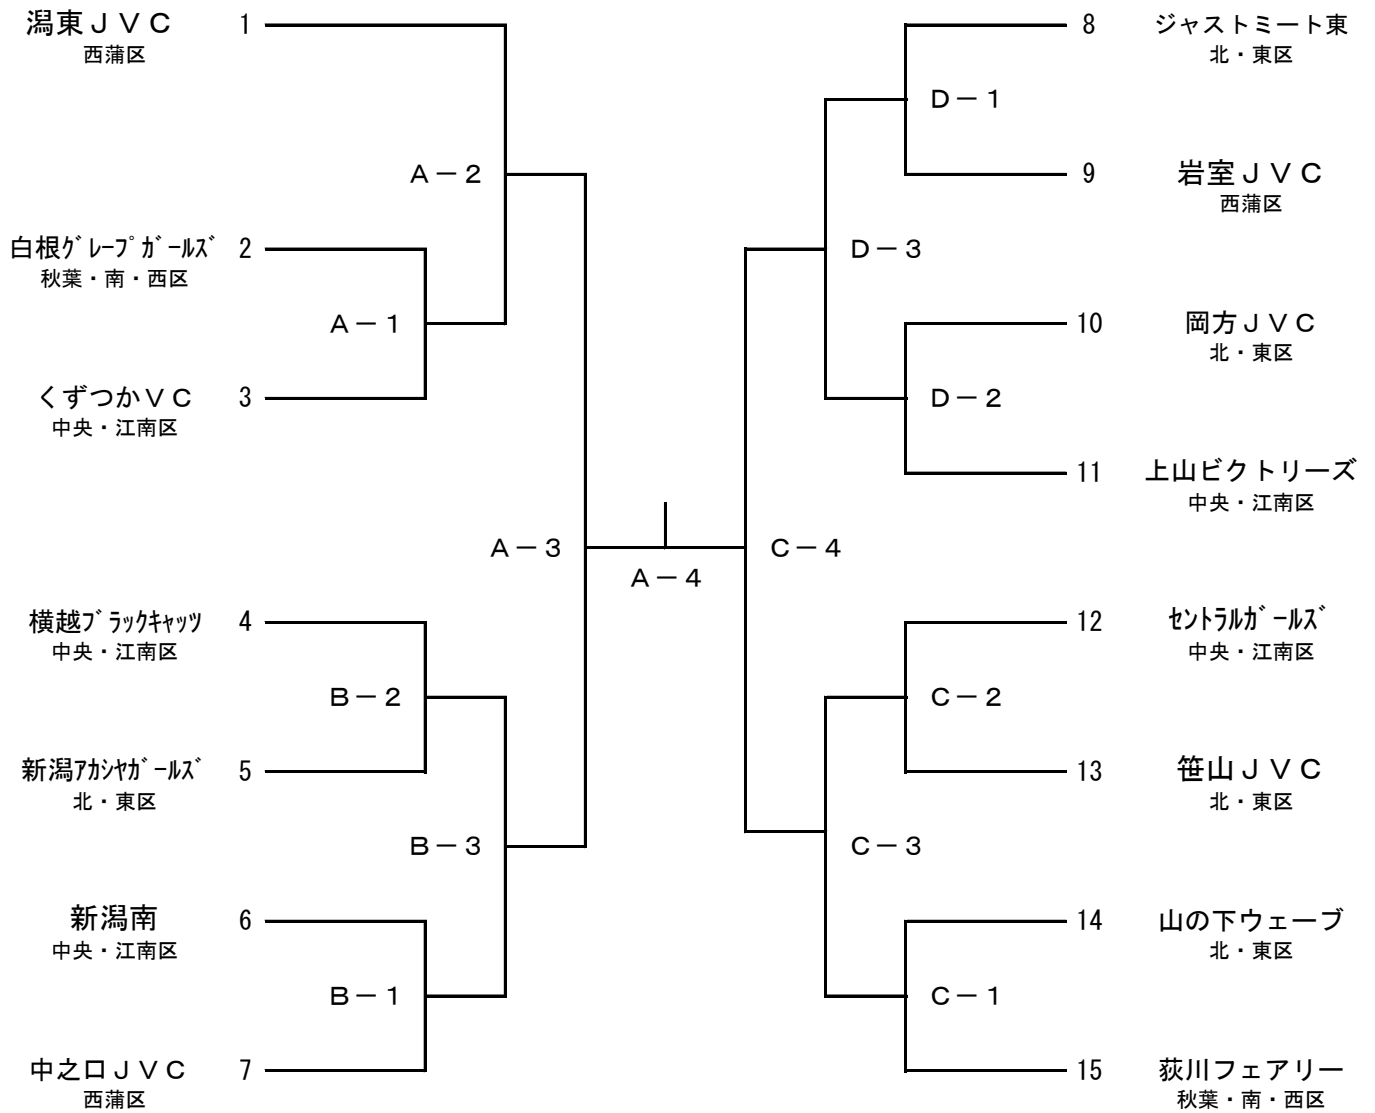 潟東ＪＶＣ 1
西蒲区
Ａ－２
白根ｸﾞﾚｰﾌﾟｶﾞｰﾙｽﾞ 2
秋葉・南・西区
Ａ－１
くずつかＶＣ 3
中央・江南区
Ａ－３
Ａ－４
横越ﾌﾞﾗｯｸｷｬｯﾂ 4
中央・江南区
Ｂ－２
新潟ｱｶｼﾔｶﾞｰﾙｽﾞ 5
北・東区
Ｂ－３
新潟南 6
中央・江南区
Ｂ－１
中之口ＪＶＣ 7
西蒲区
8 ジャストミート東
北・東区
Ｄ－１
9 岩室ＪＶＣ
西蒲区
Ｄ－３
10 岡方ＪＶＣ
北・東区
Ｄ－２
11 上山ビクトリーズ
中央・江南区
Ｃ－４
12 ｾﾝﾄﾗﾙｶﾞｰﾙｽﾞ
中央・江南区
Ｃ－２
13 笹山ＪＶＣ
北・東区
Ｃ－３
14 山の下ウェーブ
北・東区
Ｃ－１
15 荻川フェアリー
秋葉・南・西区